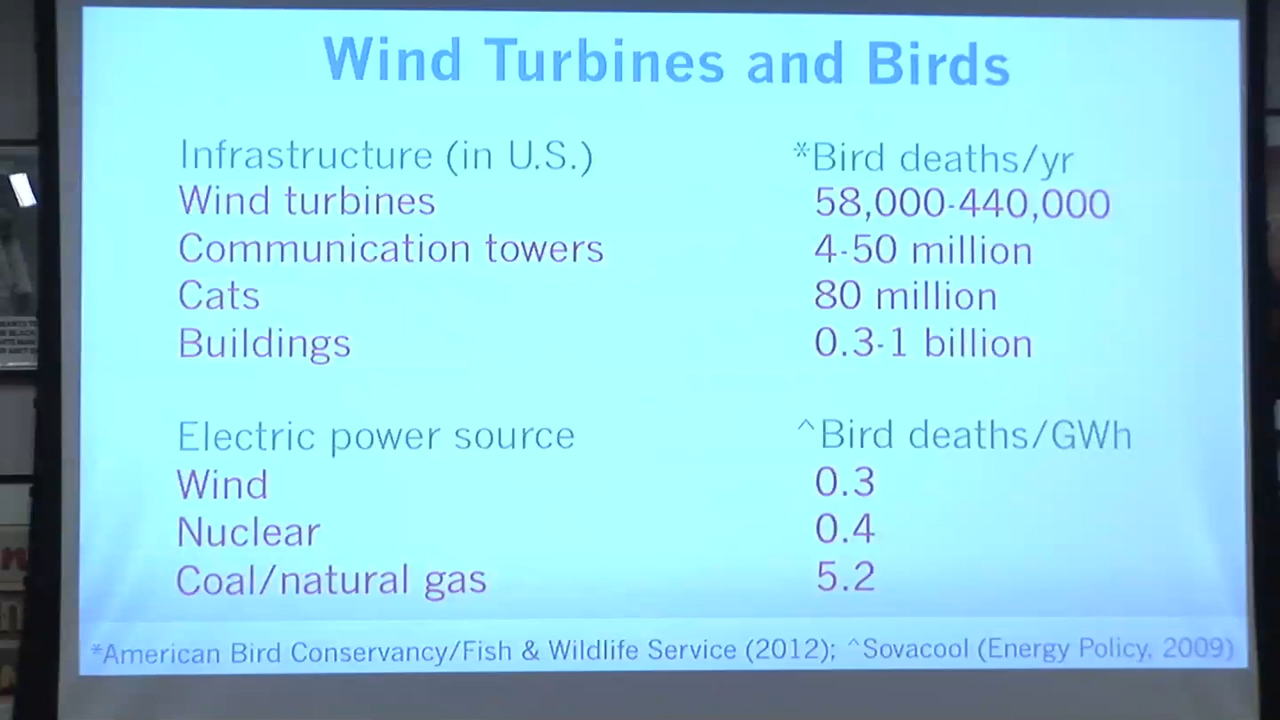 Wind Turbines and Birds
Infrastructure (in U.S.) *Bird deaths/yr
Wind turbines 58,000-440,000
Communication towers 4-50 million
Cats 80 million
Buildings 0.3-1 billion
Electric power source ^Bird deaths/GWh
Wind 0.3
Nuclear 0.4
Coal/natural gas 5.2
*American Bird Conservancy/Fish & Wildlife Service (2012); ^Sovacool (Energy Policy, 2009)